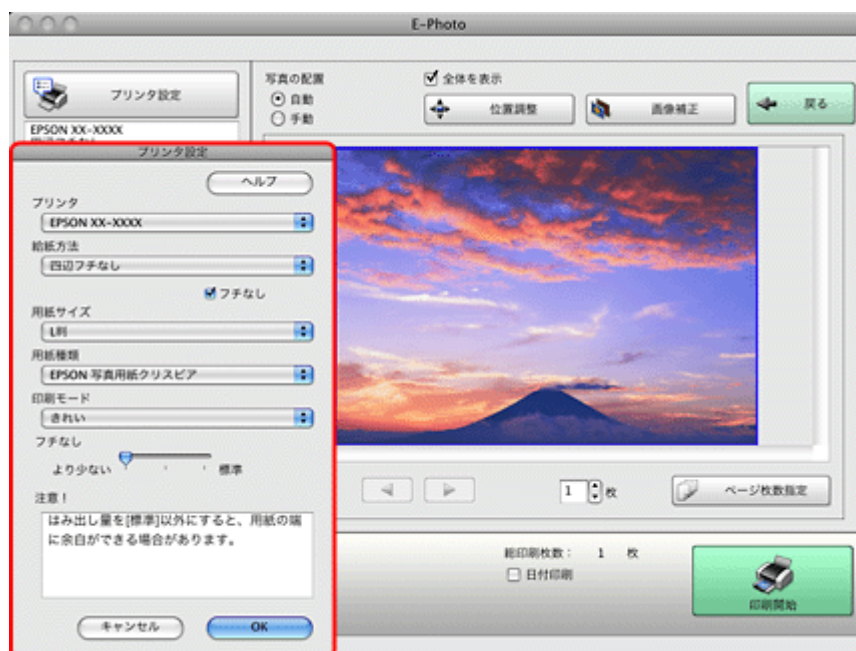 E-Photo
プリンタ設定
EPSON XX-XXXX
写真の配置
自動
手動
全体を表示
位置調整
画像補正
戻る
プリンタ設定
ヘルプ
プリンタ
EPSON XX-XXXX
給紙方法
四辺フチなし
フチなし
用紙サイズ
L判
用紙種類
EPSON 写真用紙クリスピア
印刷モード
きれい
フチなし
より少ない
標準
注意！
はみ出し量を[標準]以外にすると、用紙の端
に余白ができる場合があります。
キャンセル
OK
1 枚
ページ枚数指定
総印刷枚数： 1 枚
日付印刷
印刷開始